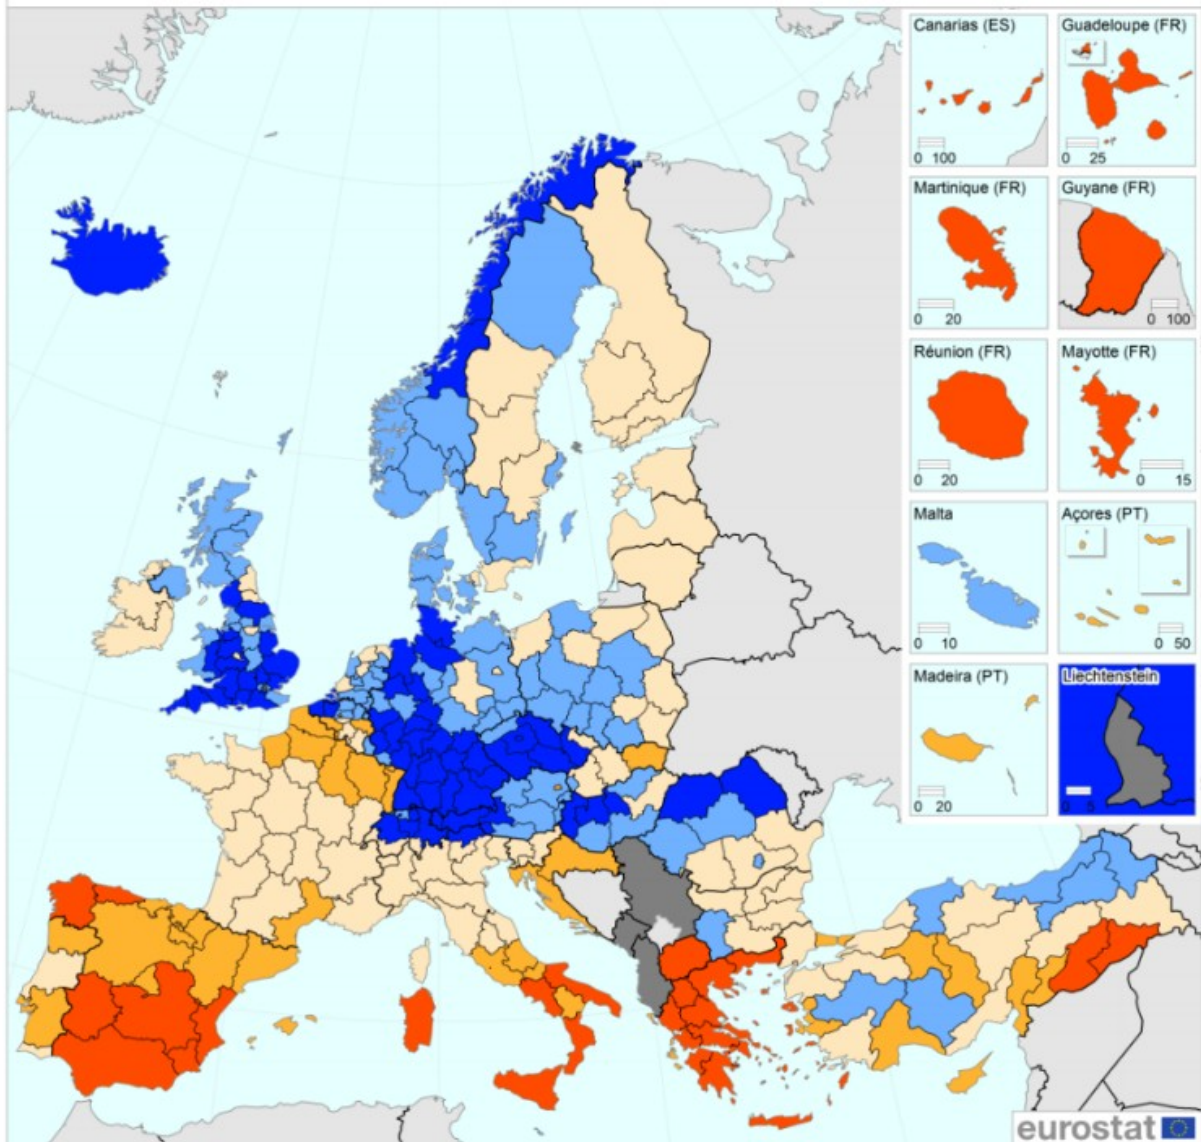 Canarias (ES)
0 100
Guadeloupe (FR)
0 25
Martinique (FR)
0 20
Guyane (FR)
0 100
Réunion (FR)
0 20
Mayotte (FR)
0 15
Malta
0 10
Açores (PT)
0 50
Madeira (PT)
0 20
Liechtenstein
0 5
eurostat